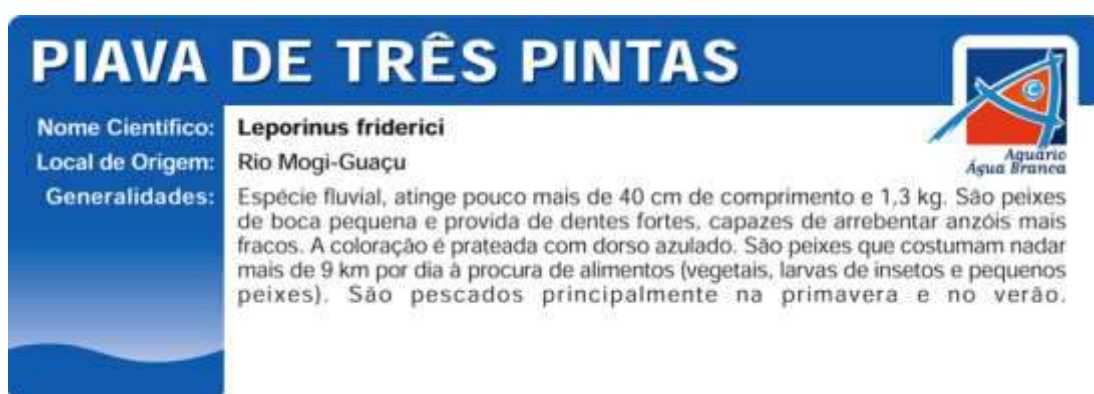 PIAVA DE TRÊS PINTAS
Nome Científico: Leporinus friderici
Local de Origem: Rio Mogi-Guaçu
Generalidades: Espécie fluvial, atinge pouco mais de 40 cm de comprimento e 1,3 kg. São peixes
de boca pequena e provida de dentes fortes, capazes de arrebentar anzóis mais
fracos. A coloração é prateada com dorso azulado. São peixes que costumam nadar
mais de 9 km por dia à procura de alimentos (vegetais, larvas de insetos e pequenos
peixes). São pescados principalmente na primavera e no verão.
Aquário
Água Branca